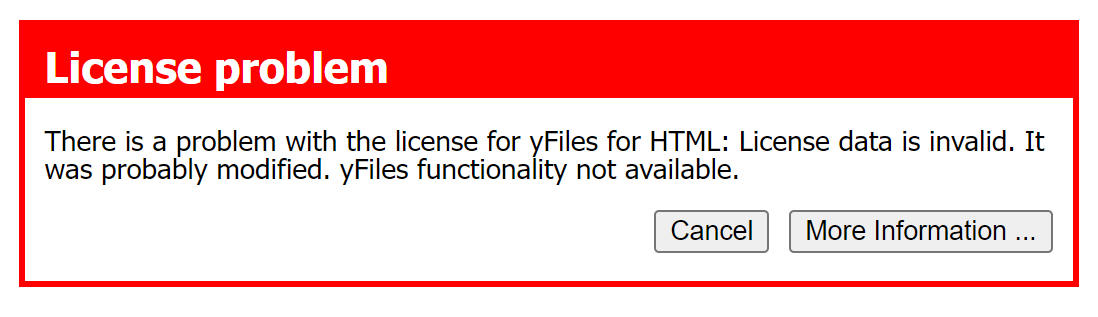 License problem
There is a problem with the license for yFiles for HTML: License data is invalid. It
was probably modified. yFiles functionality not available.
Cancel More Information ...